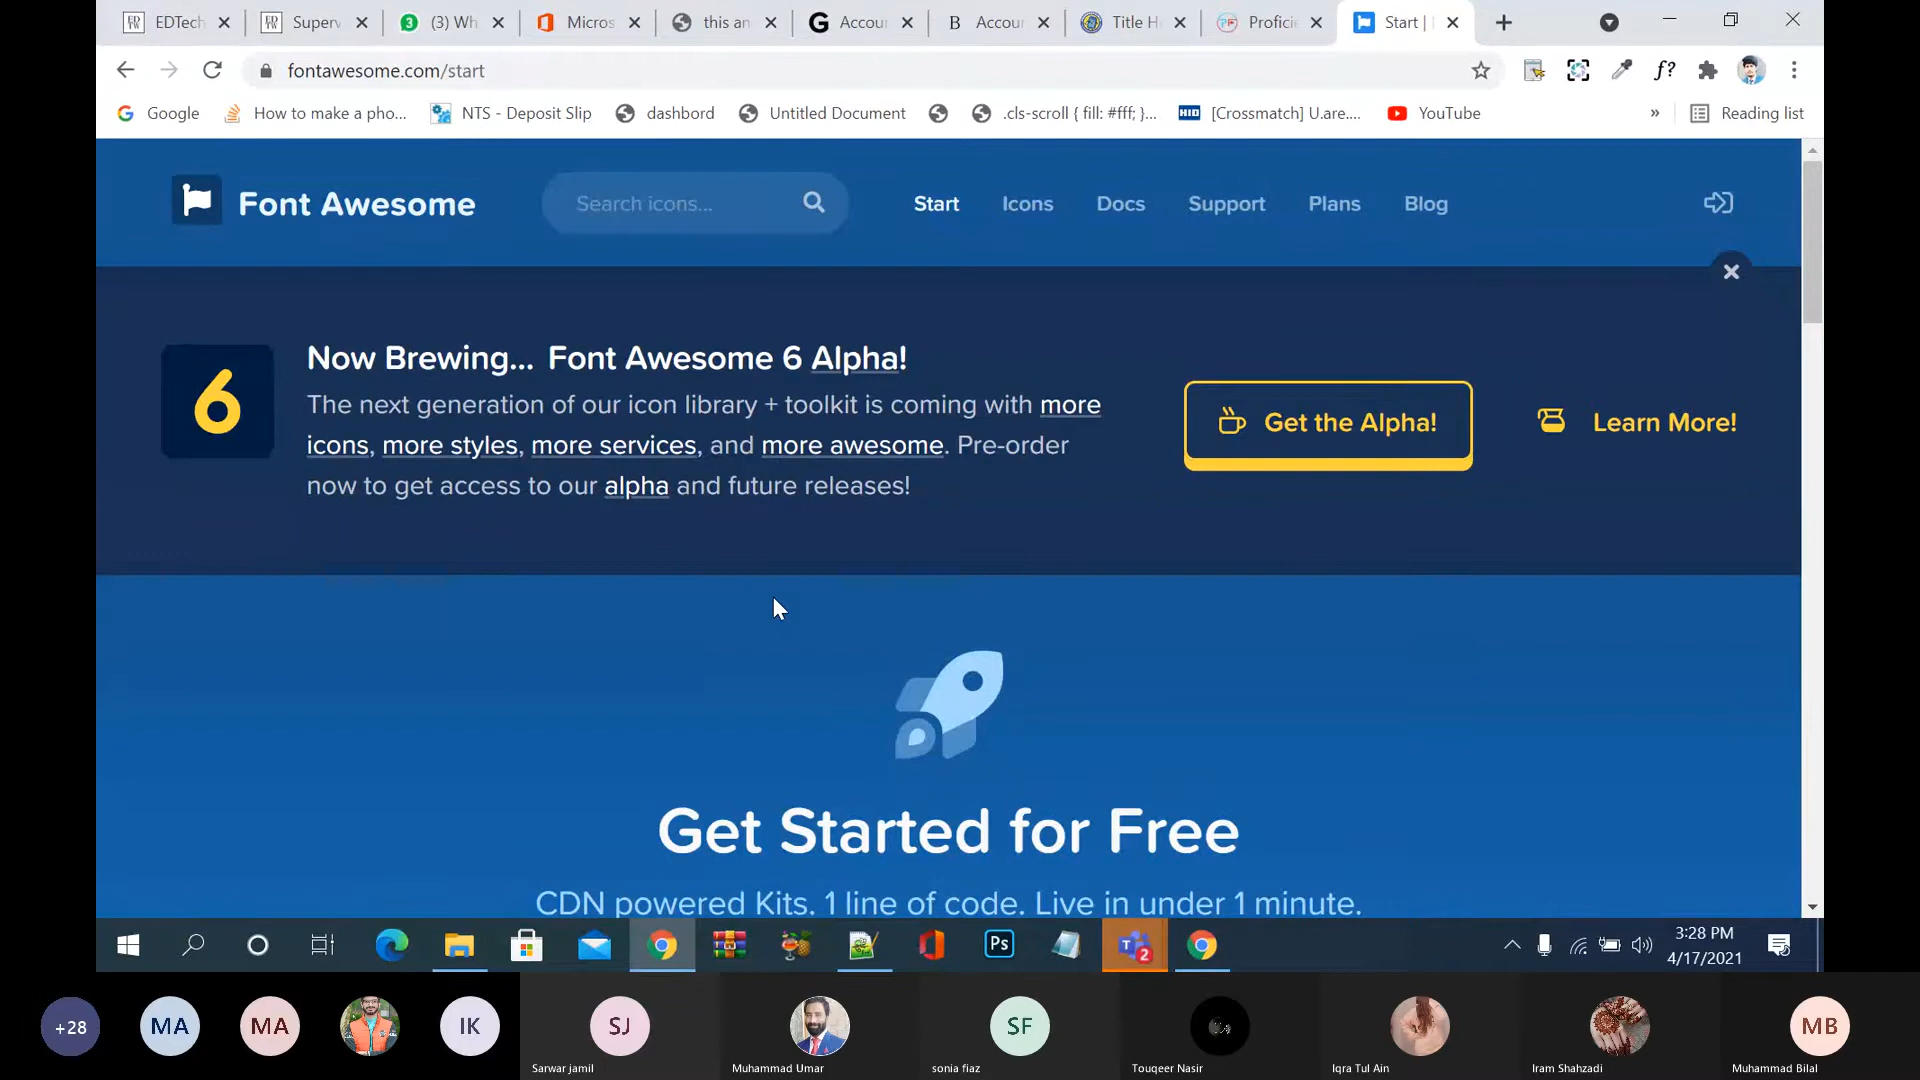 EDTech
Superv
3
(3) Wh
Micros
this an
G
Accour
B
Accour
Title H
Proficie
Start |
fontawesome.com/start
f?
Google
How to make a pho...
NTS - Deposit Slip
dashbord
Untitled Document
.cls-scroll { fill: #fff; }...
HID
[Crossmatch] U.are....
YouTube
»
Reading list
Font Awesome
Search icons...
Start
Icons
Docs
Support
Plans
Blog
6
Now Brewing... Font Awesome 6 Alpha!
The next generation of our icon library + toolkit is coming with more
icons, more styles, more services, and more awesome. Pre-order
now to get access to our alpha and future releases!
Get the Alpha!
Learn More!
Get Started for Free
CDN powered Kits. 1 line of code. Live in under 1 minute.
Ps
T
2
3:28 PM
4/17/2021
+28
MA
MA
IK
SJ
SF
MB
Sarwar jamil
Muhammad Umar
sonia fiaz
Touqeer Nasir
Iqra Tul Ain
Iram Shahzadi
Muhammad Bilal